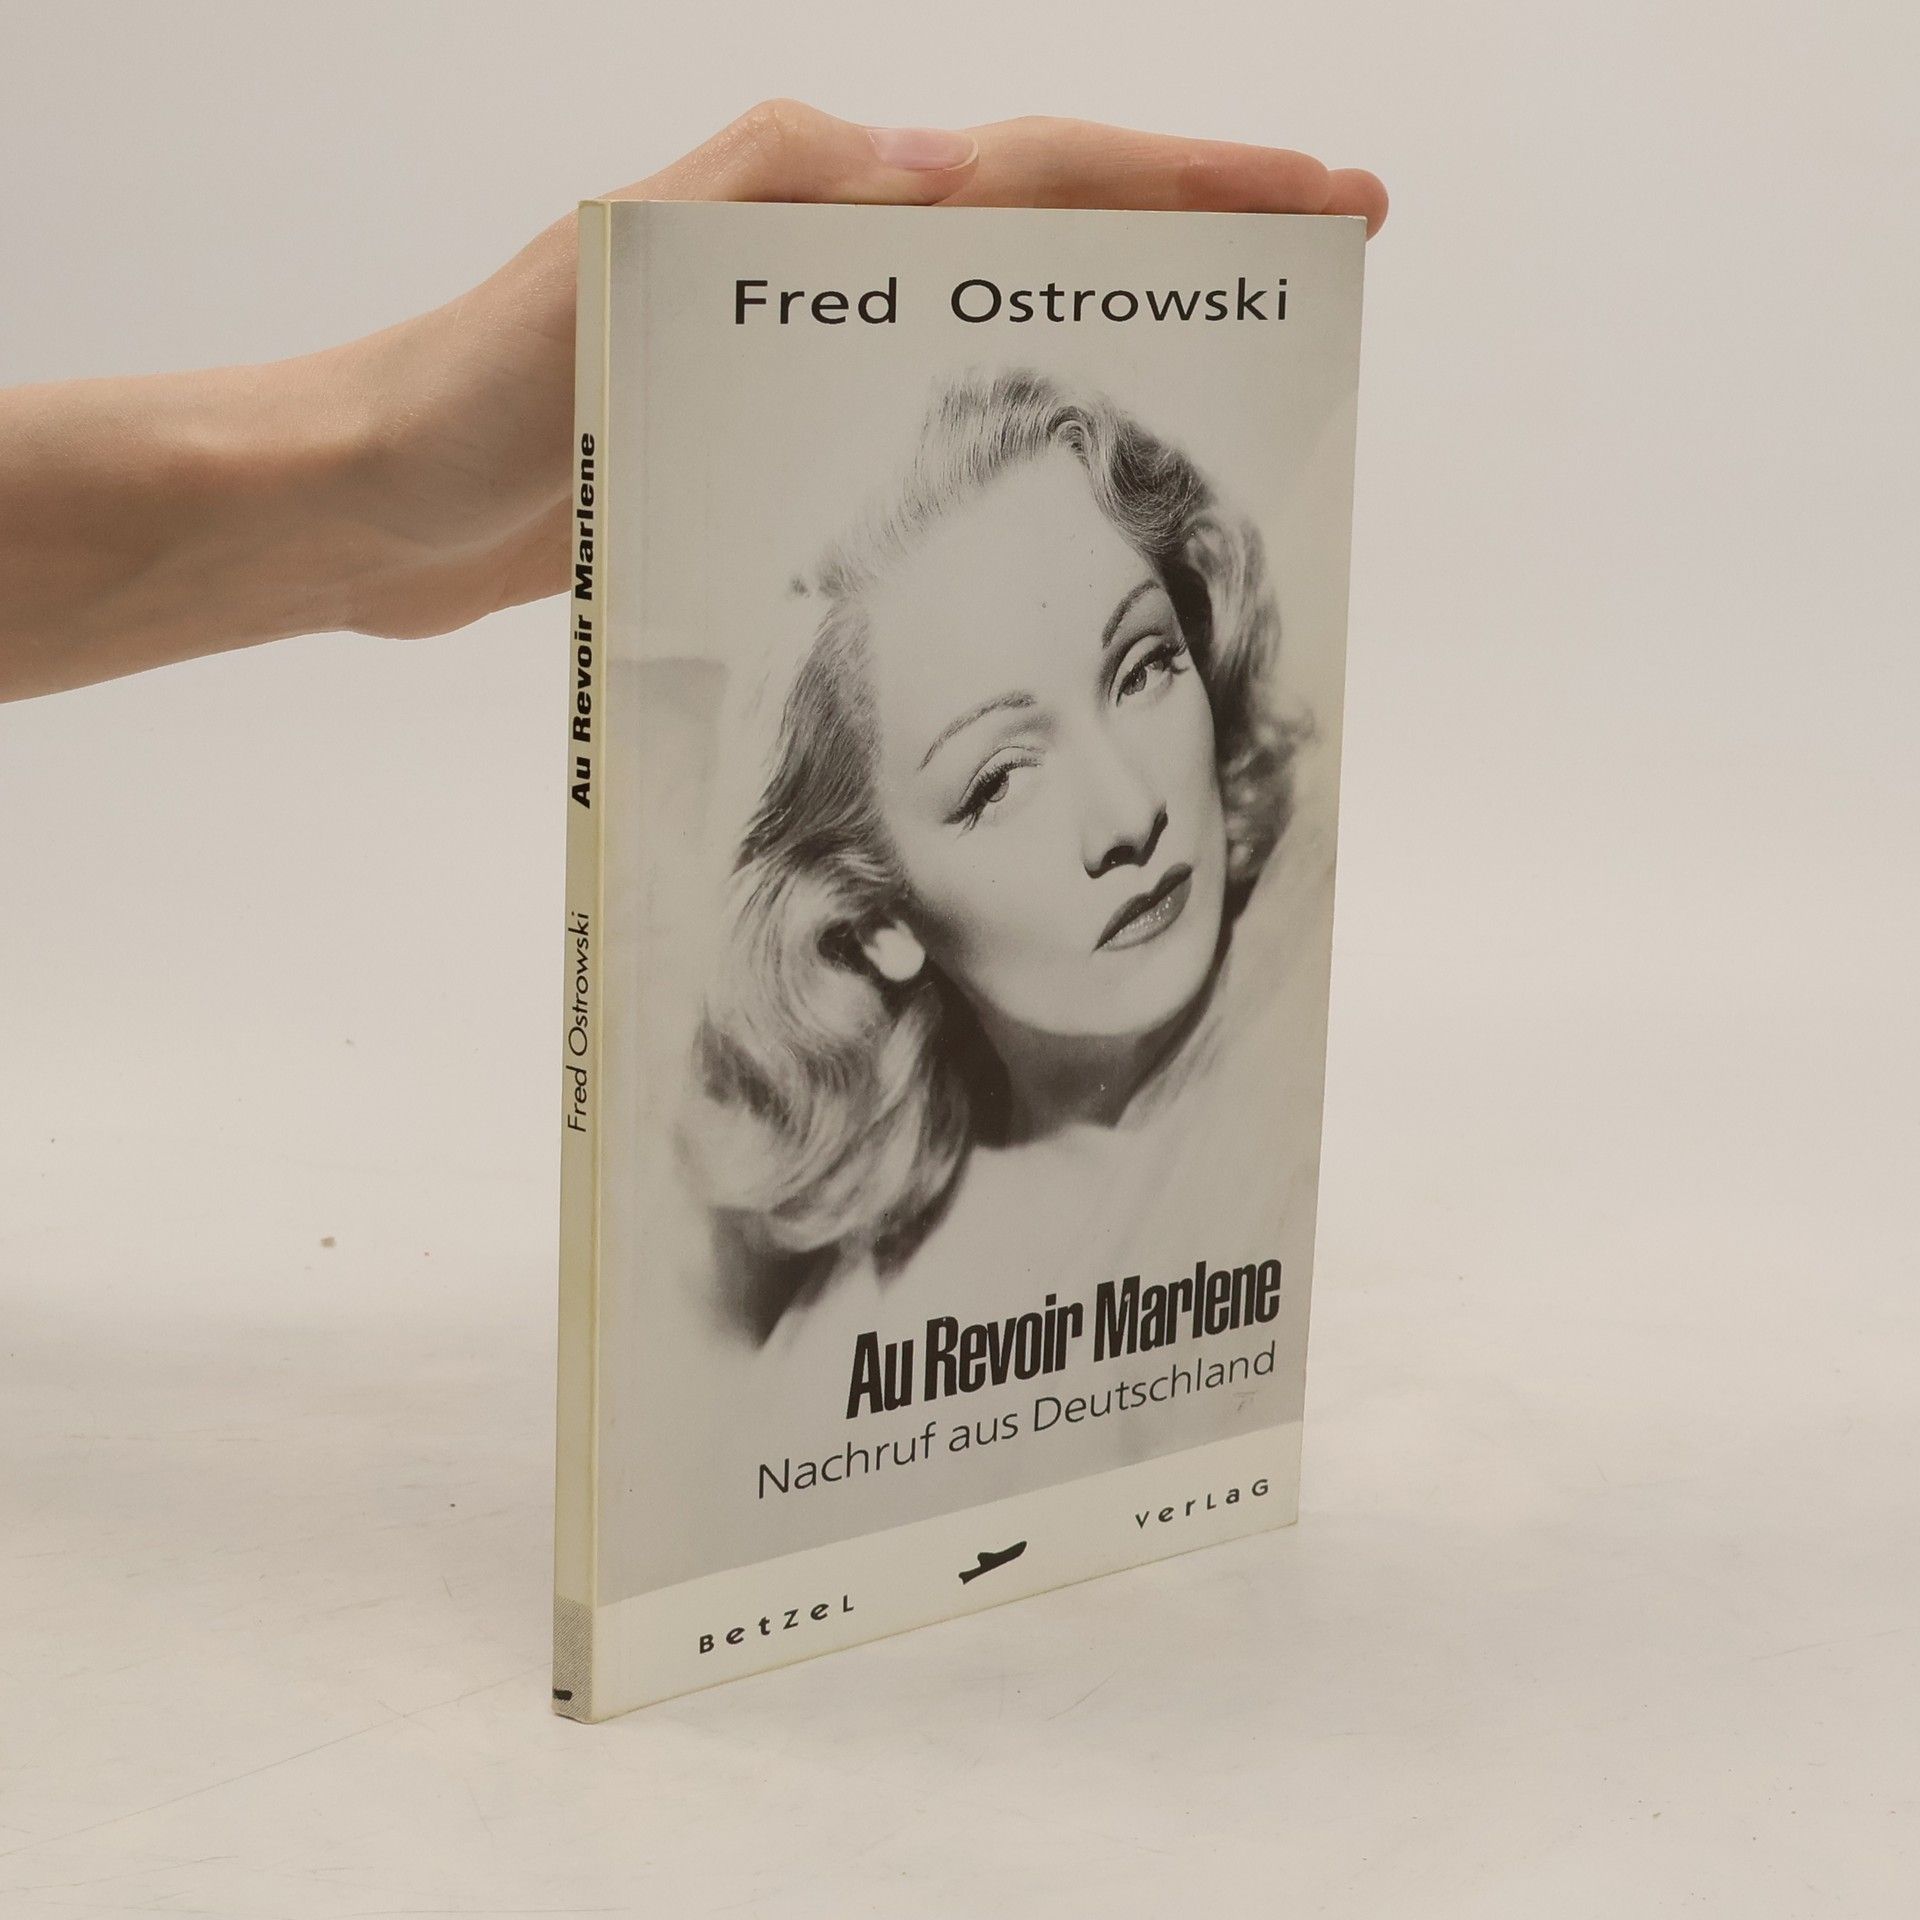 Fred Ostrowski
Au Revoir Marlene
Nachruf aus Deutschland
BetZeL verLaG
Fred Ostrowski Au Revoir Marlene